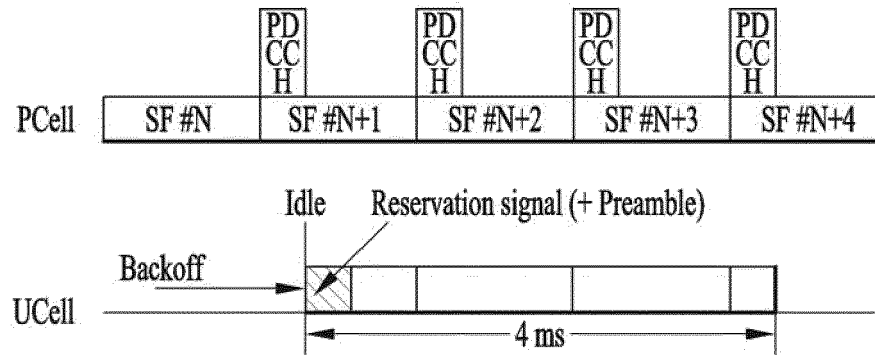 PD CC H PD CC H PD CC H PD CC H
PCell SF #N SF #N+1 SF #N+2 SF #N+3 SF #N+4
Idle Reservation signal (+ Preamble)
Backoff
UCell
4 ms